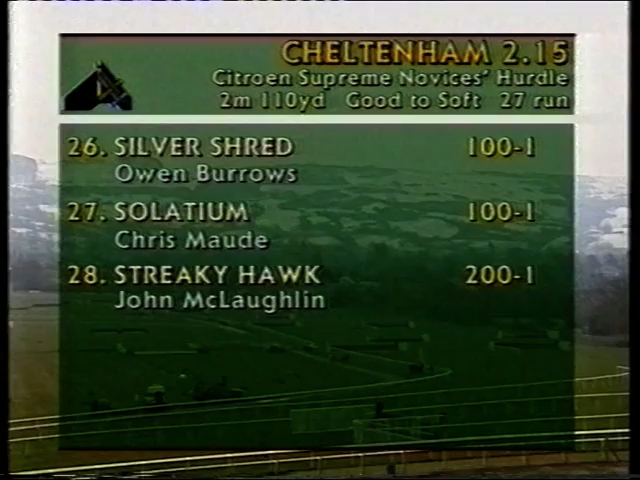 CHELTENHAM 2.15
Citroen Supreme Novices' Hurdle
2m 110yd Good to Soft 27 run
26. SILVER SHRED 100-1
Owen Burrows
27. SOLATIUM 100-1
Chris Maude
28. STREAKY HAWK 200-1
John McLaughlin